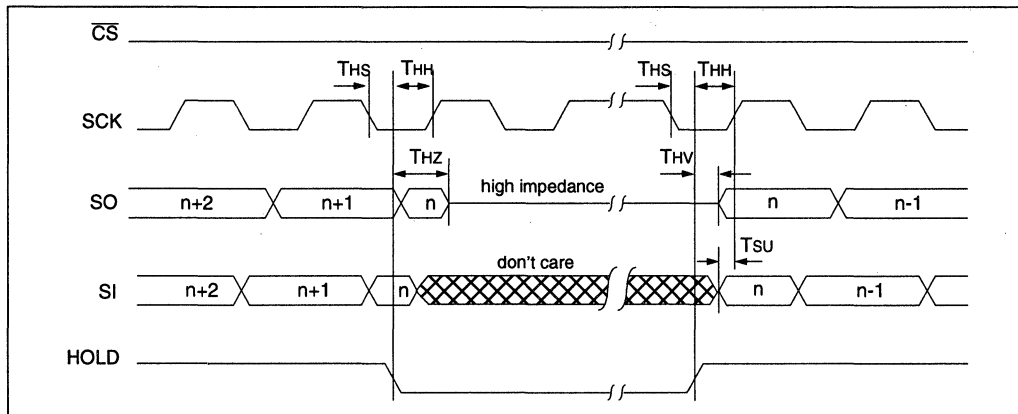 CS
THS THH THS THH
SCK
THZ THV
SO n+2 n+1 n high impedance n n-1
TSU
don't care
SI n+2 n+1 n n n-1
HOLD